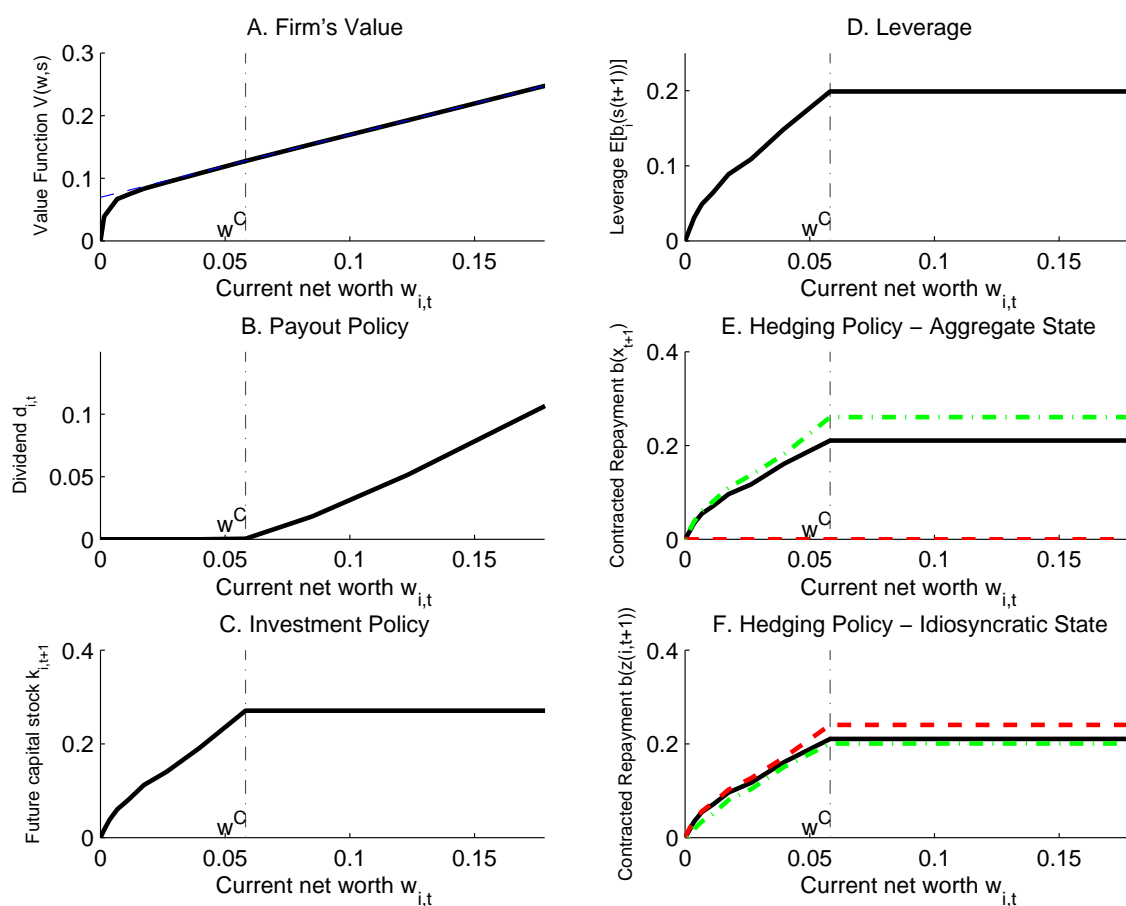 A. Firm's Value
Value Function V(w,s)
0.3
0.2
0.1
0
w^C
0 0.05 0.1 0.15
Current net worth w_{i,t}
B. Payout Policy
Dividend d_{i,t}
0.1
0.05
0
w^C
0 0.05 0.1 0.15
Current net worth w_{i,t}
C. Investment Policy
Future capital stock k_{i,t+1}
0.4
0.2
0
w^C
0 0.05 0.1 0.15
Current net worth w_{i,t}
D. Leverage
Leverage E[b_i(s(t+1))]
0.2
0.1
0
w^C
0 0.05 0.1 0.15
Current net worth w_{i,t}
E. Hedging Policy − Aggregate State
Contracted Repayment b(x_{t+1})
0.4
0.2
0
w^C
0 0.05 0.1 0.15
Current net worth w_{i,t}
F. Hedging Policy − Idiosyncratic State
Contracted Repayment b(z(i,t+1))
0.4
0.2
0
w^C
0 0.05 0.1 0.15
Current net worth w_{i,t}